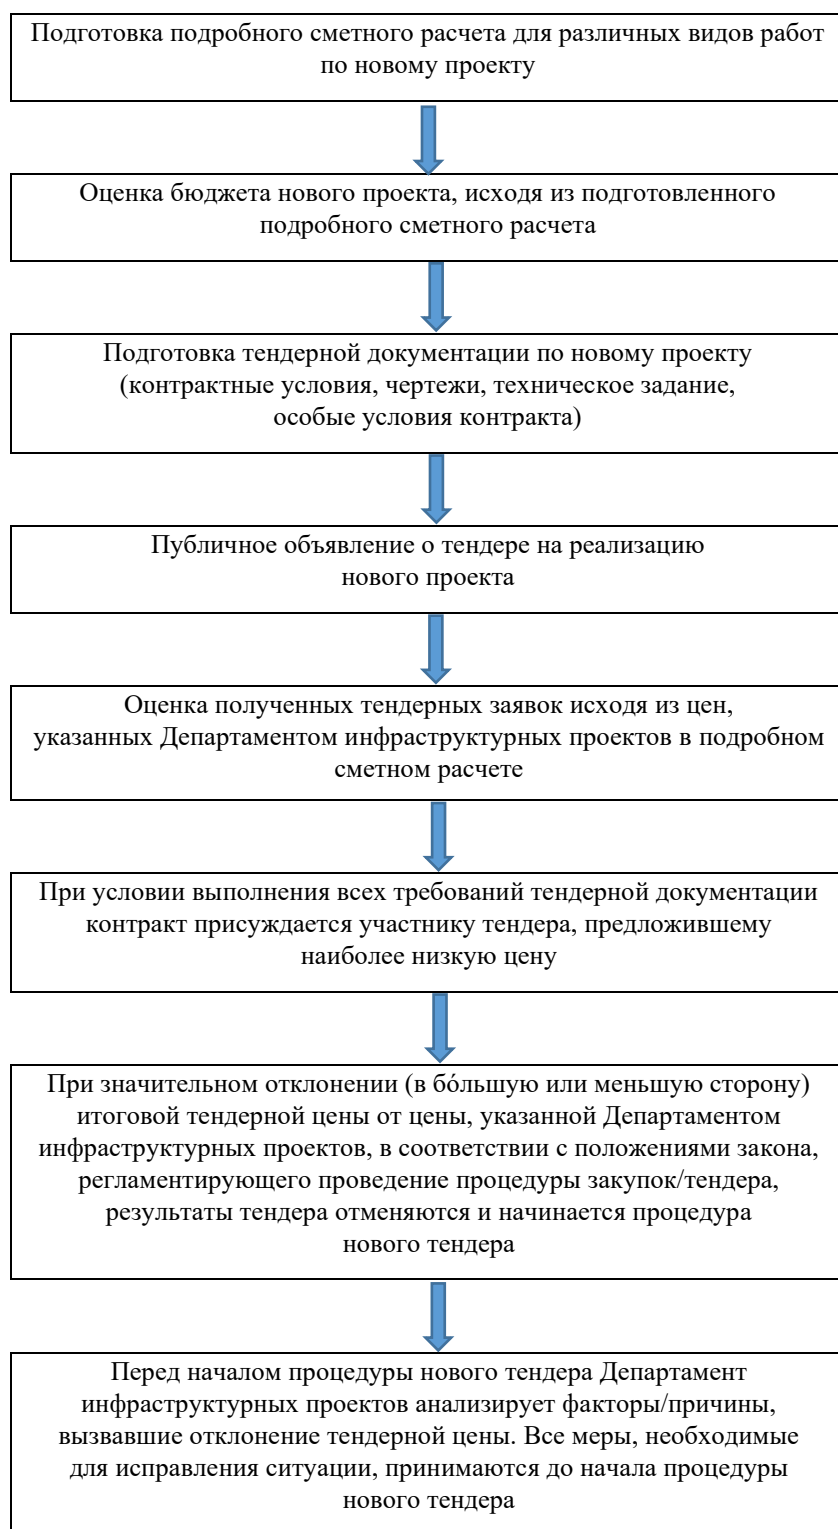 Подготовка подробного сметного расчета для различных видов работ
по новому проекту
Оценка бюджета нового проекта, исходя из подготовленного
подробного сметного расчета
Подготовка тендерной документации по новому проекту
(контрактные условия, чертежи, техническое задание,
особые условия контракта)
Публичное объявление о тендере на реализацию
нового проекта
Оценка полученных тендерных заявок исходя из цен,
указанных Департаментом инфраструктурных проектов в подробном
сметном расчете
При условии выполнения всех требований тендерной документации
контракт присуждается участнику тендера, предложившему
наиболее низкую цену
При значительном отклонении (в бóльшую или меньшую сторону)
итоговой тендерной цены от цены, указанной Департаментом
инфраструктурных проектов, в соответствии с положениями закона,
регламентирующего проведение процедуры закупок/тендера,
результаты тендера отменяются и начинается процедура
нового тендера
Перед началом процедуры нового тендера Департамент
инфраструктурных проектов анализирует факторы/причины,
вызвавшие отклонение тендерной цены. Все меры, необходимые
для исправления ситуации, принимаются до начала процедуры
нового тендера